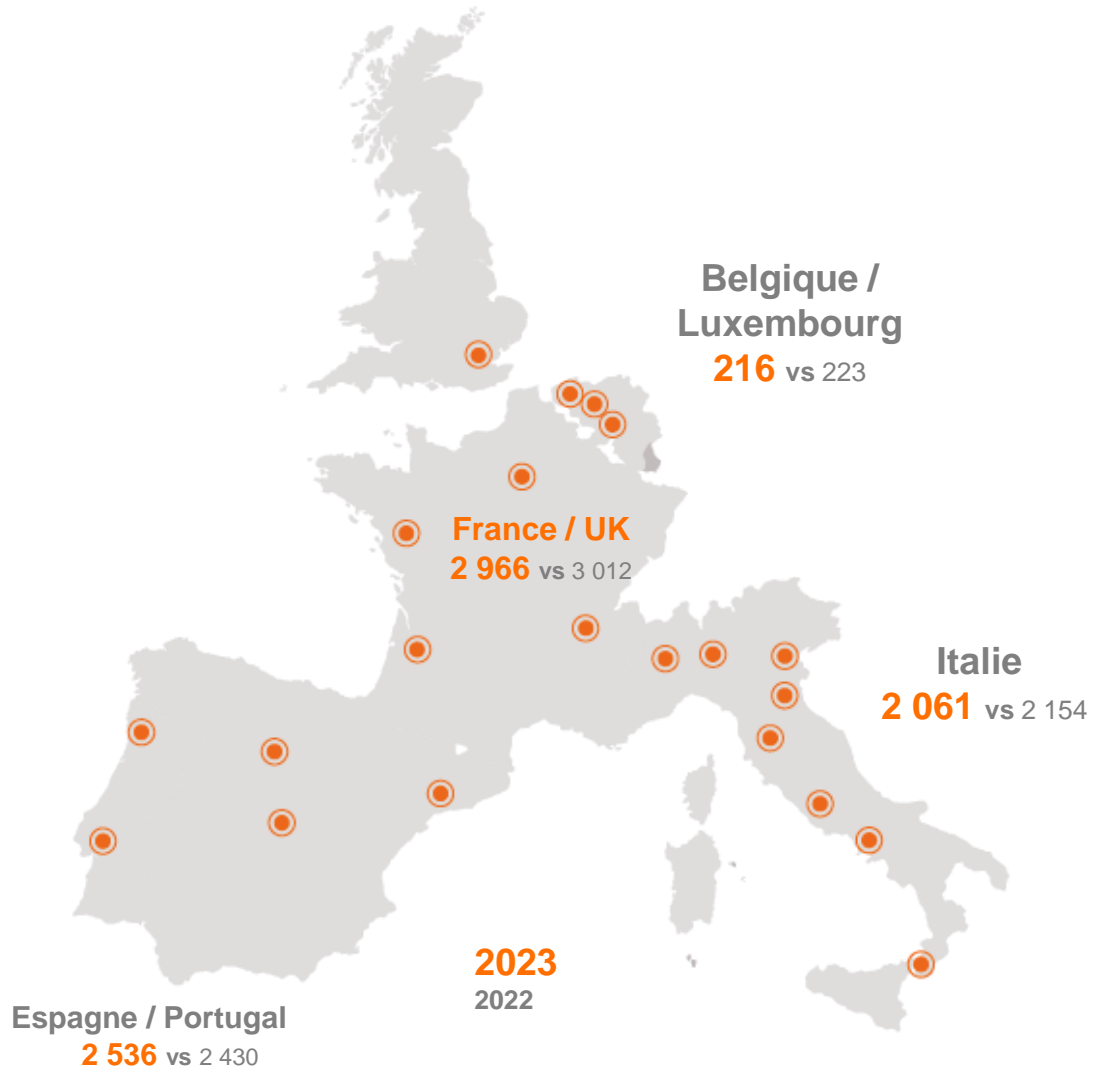 Belgique /
Luxembourg
216 vs 223
France / UK
2 966 vs 3 012
Italie
2 061 vs 2 154
2023
2022
Espagne / Portugal
2 536 vs 2 430